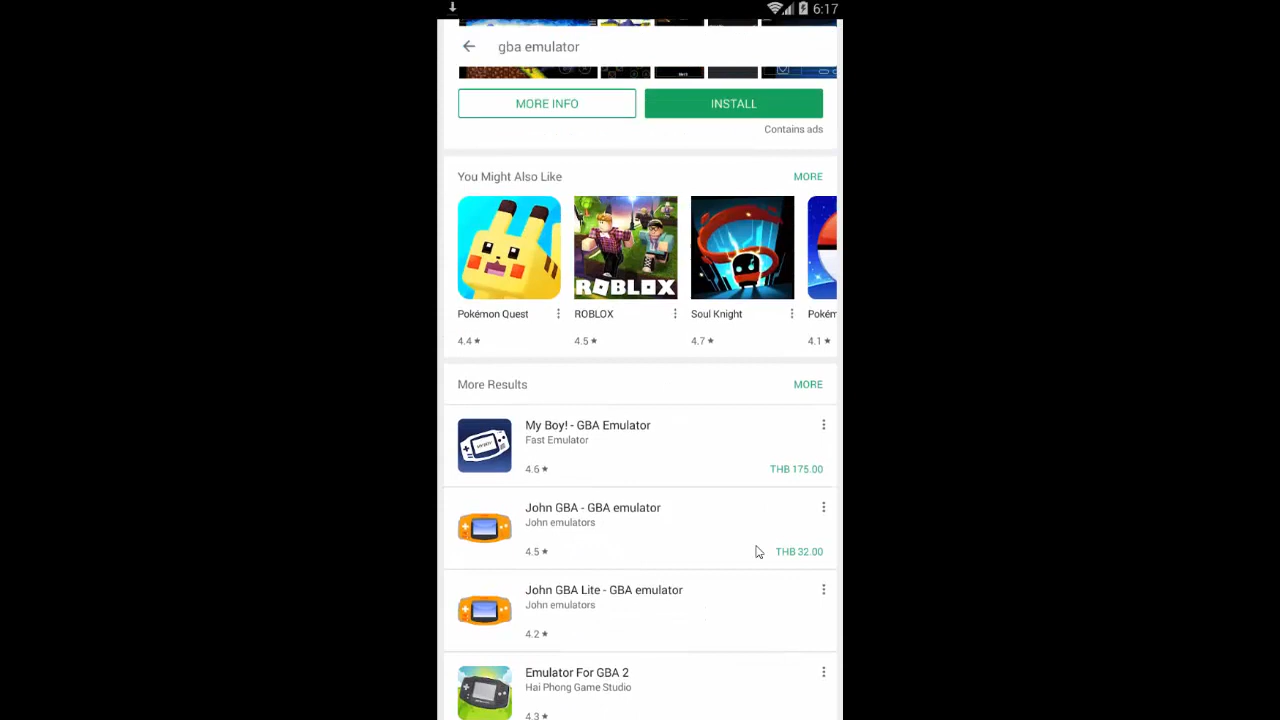 6:17
gba emulator
MORE INFO
INSTALL
Contains ads
You Might Also Like
MORE
ROBLOX
Pokémon Quest
ROBLOX
Soul Knight
Pokém
4.4 ★
4.5 ★
4.7 ★
4.1 ★
More Results
MORE
MY BOY!
My Boy! - GBA Emulator
Fast Emulator
4.6 ★
THB 175.00
John GBA - GBA emulator
John emulators
4.5 ★
THB 32.00
John GBA Lite - GBA emulator
John emulators
4.2 ★
Emulator For GBA 2
Hai Phong Game Studio
4.3 ★